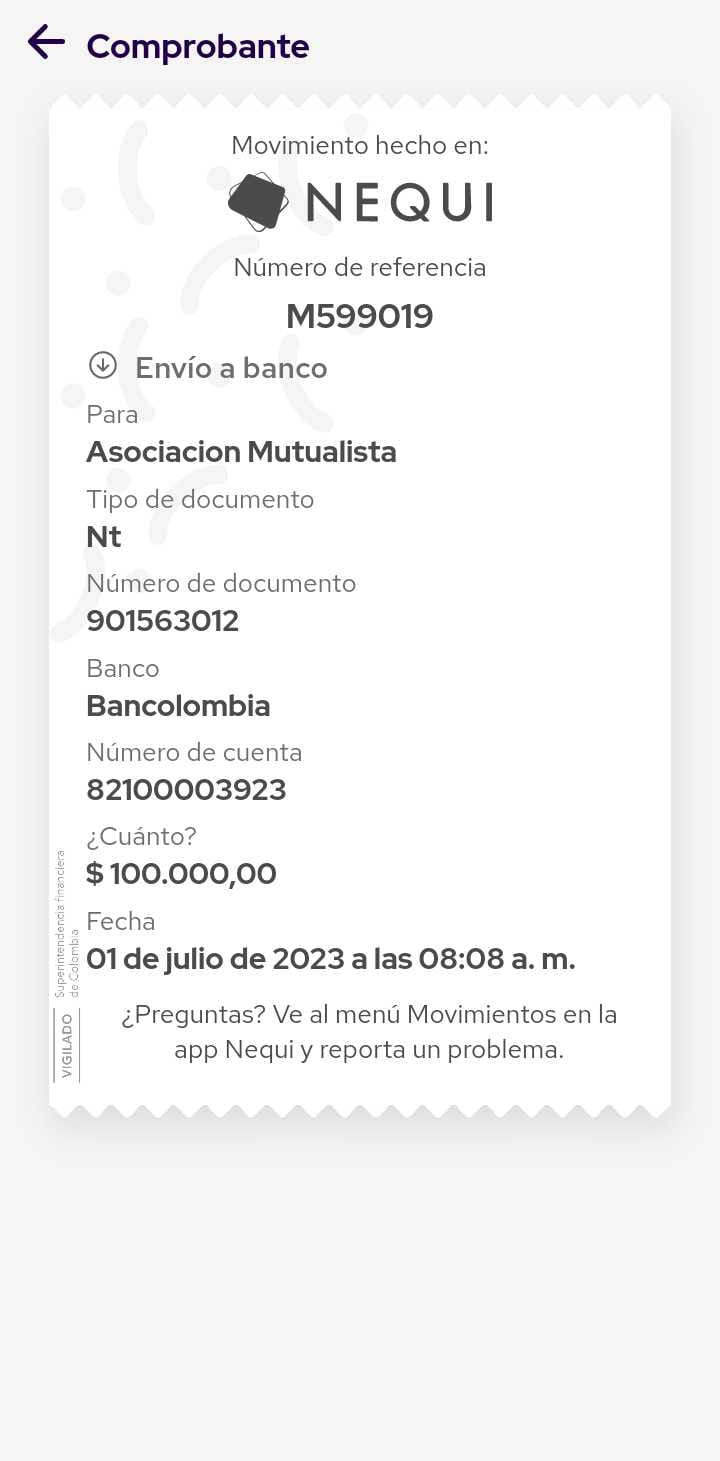 Comprobante
Movimiento hecho en:
NEQUI
Número de referencia
M599019
Envío a banco
Para
Asociacion Mutualista
Tipo de documento
Nt
Número de documento
901563012
Banco
Bancolombia
Número de cuenta
82100003923
¿Cuánto?
$ 100.000,00
Fecha
01 de julio de 2023 a las 08:08 a. m.
¿Preguntas? Ve al menú Movimientos en la
app Nequi y reporta un problema.
VIGILADO
Superintendencia financiera
de Colombia